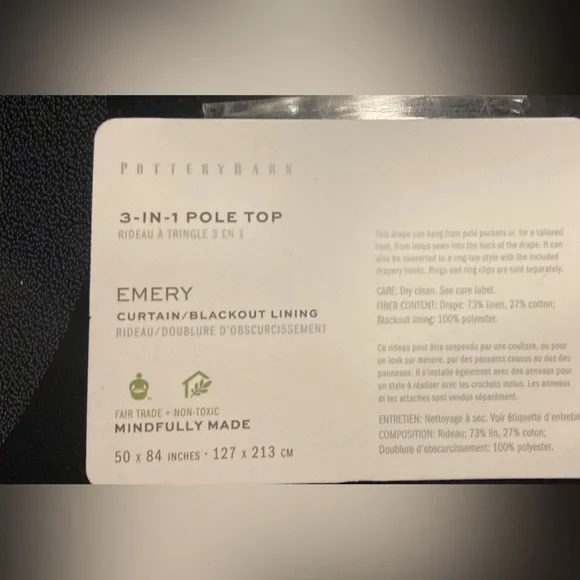 POTTERY BARN
3-IN-1 POLE TOP
RIDEAU À TRINGLE 3 EN 1
EMERY
CURTAIN/BLACKOUT LINING
RIDEAU/DOUBLURE D'OBSCURCISSEMENT
FAIR TRADE + NON-TOXIC
MINDFULLY MADE
50 X 84 INCHES · 127 X 213 CM
This drape can hang from pole pockets or, for a tailored
look, from loops sewn into the back of the drape. It can
also be converted to a ring-top style with the included
drapery hooks. Rings and ring clips are sold separately.
CARE: Dry clean. See care label.
FIBER CONTENT: Drape: 73% linen, 27% cotton;
Blackout lining: 100% polyester.
Ce rideau peut être suspendu par une coulisse, ou pour
un look sur mesure, par des passants cousus au dos des
panneaux. Il s'installe également avec des anneaux pour
un style à réaliser avec les crochets inclus. Les anneaux
et les attaches sont vendus séparément.
ENTRETIEN: Nettoyage à sec. Voir étiquette d'entretie
COMPOSITION: Rideau: 73% lin, 27% coton;
Doublure d'obscurcissement: 100% polyester.